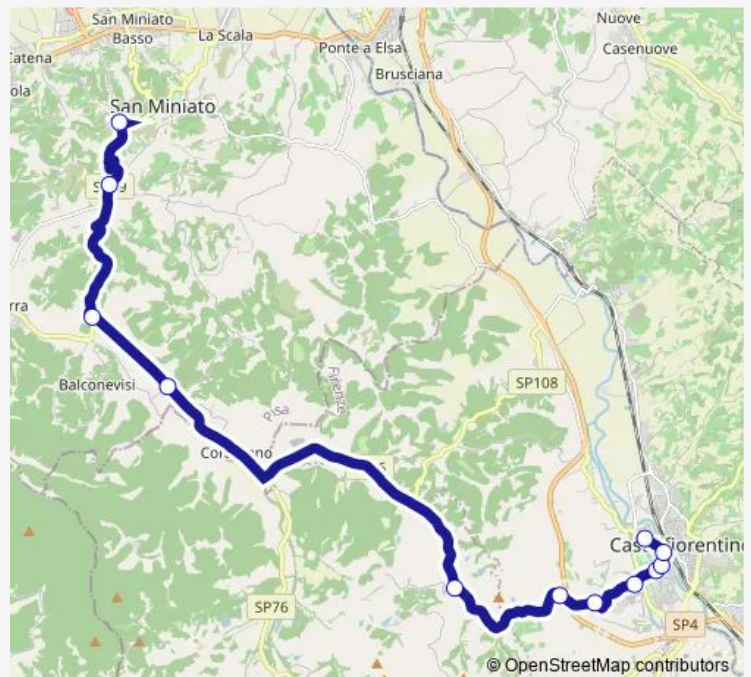 San Miniato
Basso
La Scala
Catena
Ponte a Elsa
Nuove
Casenuove
Brusciana
San Miniato
Balconevisi
Pisa
Firenze
SP108
SP76
SP4
© OpenStreetMap contributors